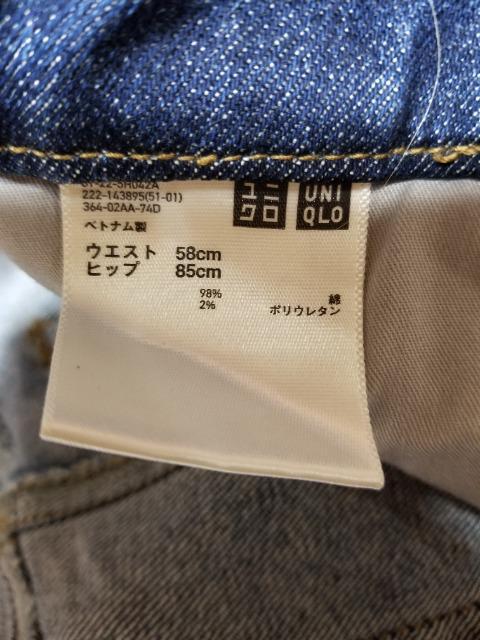 222-143895(51-01)
364-02AA-74D
ユニ
クロ
UNI
QLO
ベトナム製
ウエスト 58cm
ヒップ 85cm
98% 綿
2% ポリウレタン